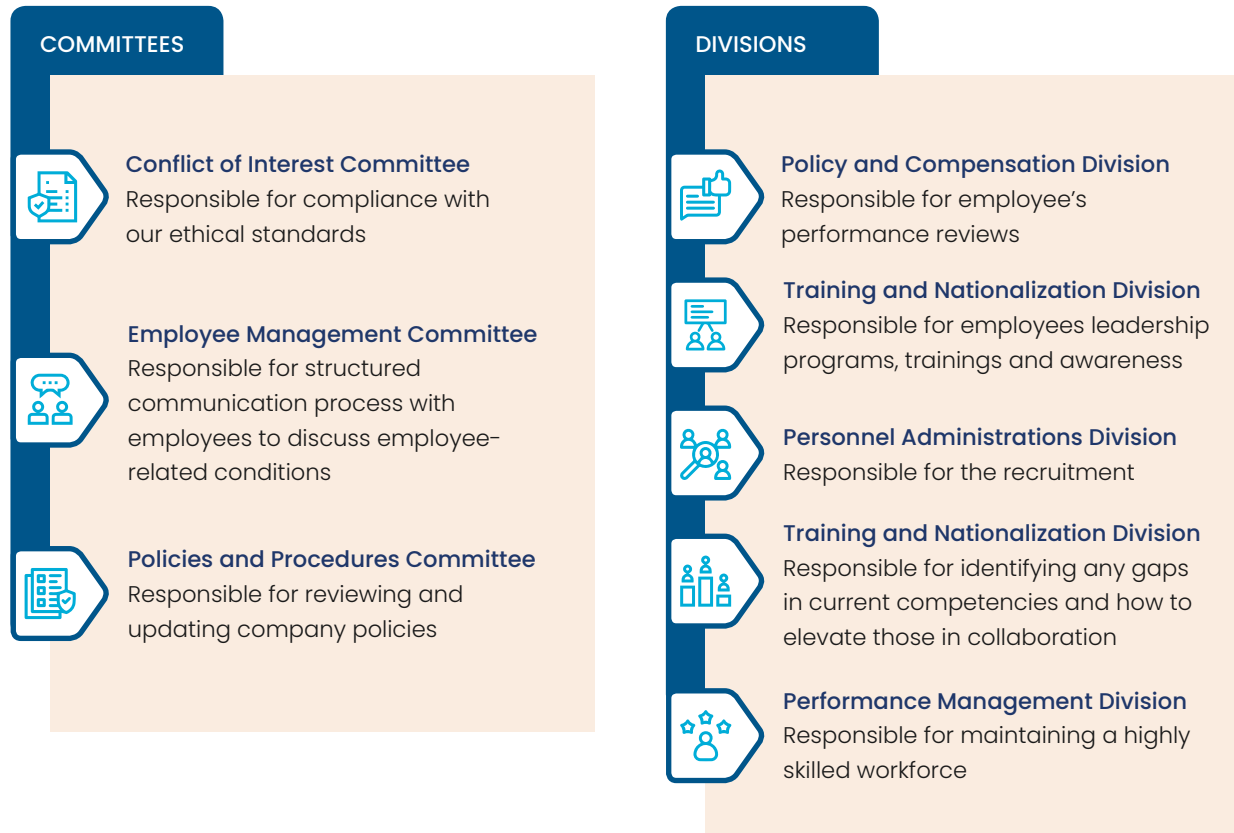 COMMITTEES
Conflict of Interest Committee
Responsible for compliance with
our ethical standards
Employee Management Committee
Responsible for structured
communication process with
employees to discuss employee-
related conditions
Policies and Procedures Committee
Responsible for reviewing and
updating company policies
DIVISIONS
Policy and Compensation Division
Responsible for employee’s
performance reviews
Training and Nationalization Division
Responsible for employees leadership
programs, trainings and awareness
Personnel Administrations Division
Responsible for the recruitment
Training and Nationalization Division
Responsible for identifying any gaps
in current competencies and how to
elevate those in collaboration
Performance Management Division
Responsible for maintaining a highly
skilled workforce